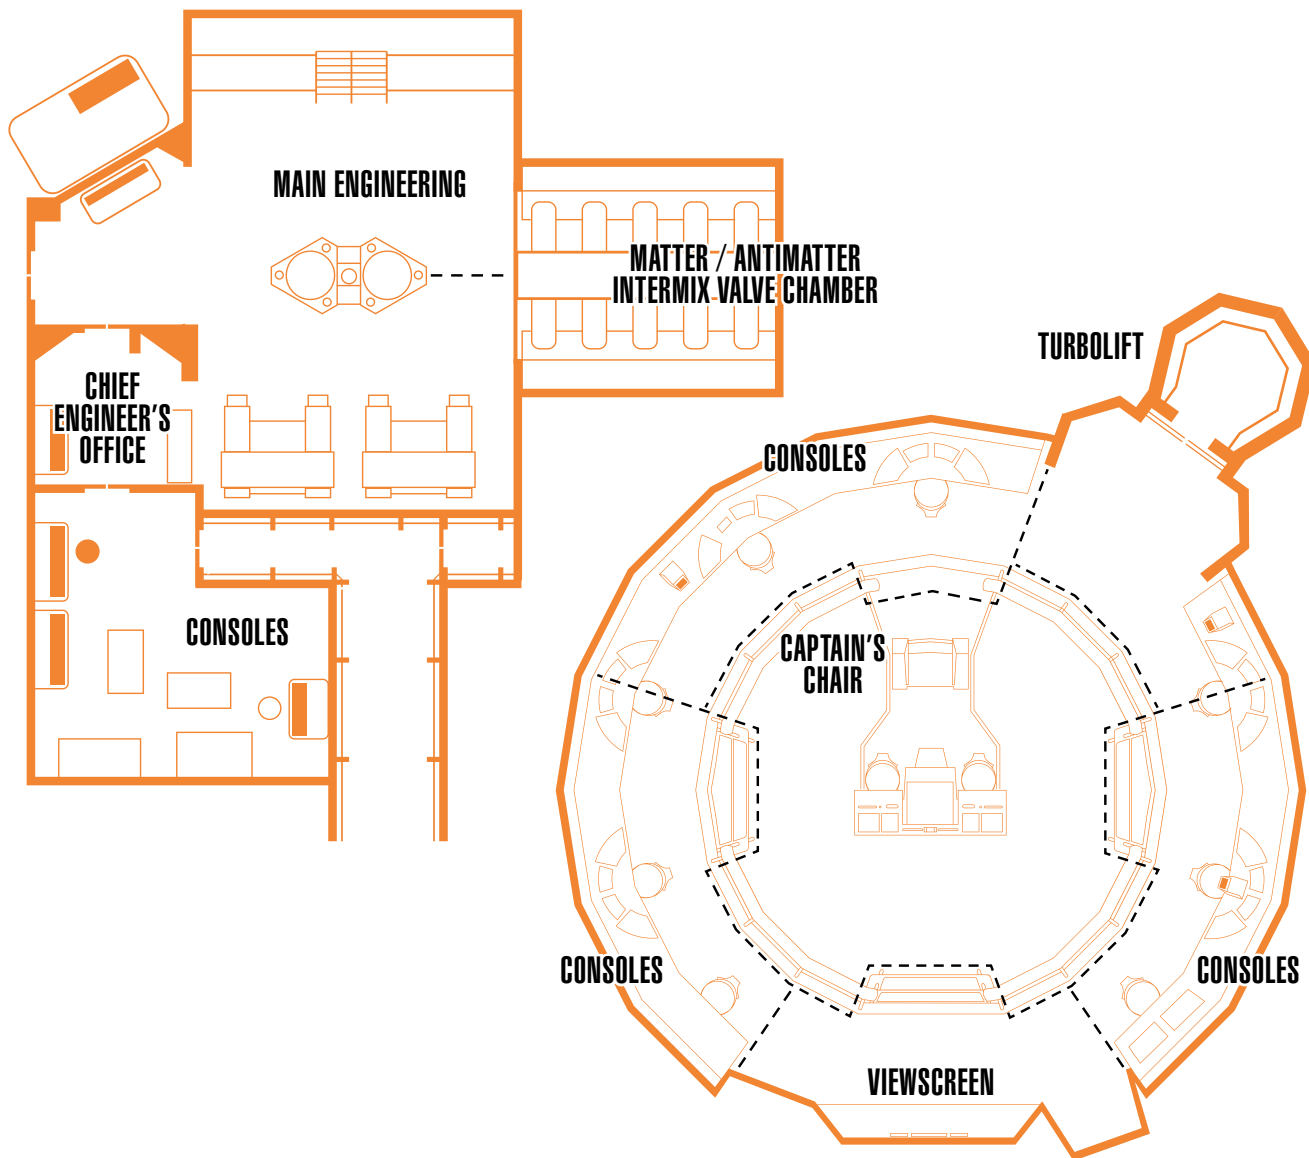 MAIN ENGINEERING
MATTER / ANTIMATTER
INTERMIX VALVE CHAMBER
CHIEF
ENGINEER'S
OFFICE
CONSOLES
TURBOLIFT
CONSOLES
CAPTAIN'S
CHAIR
CONSOLES
CONSOLES
VIEWSCREEN